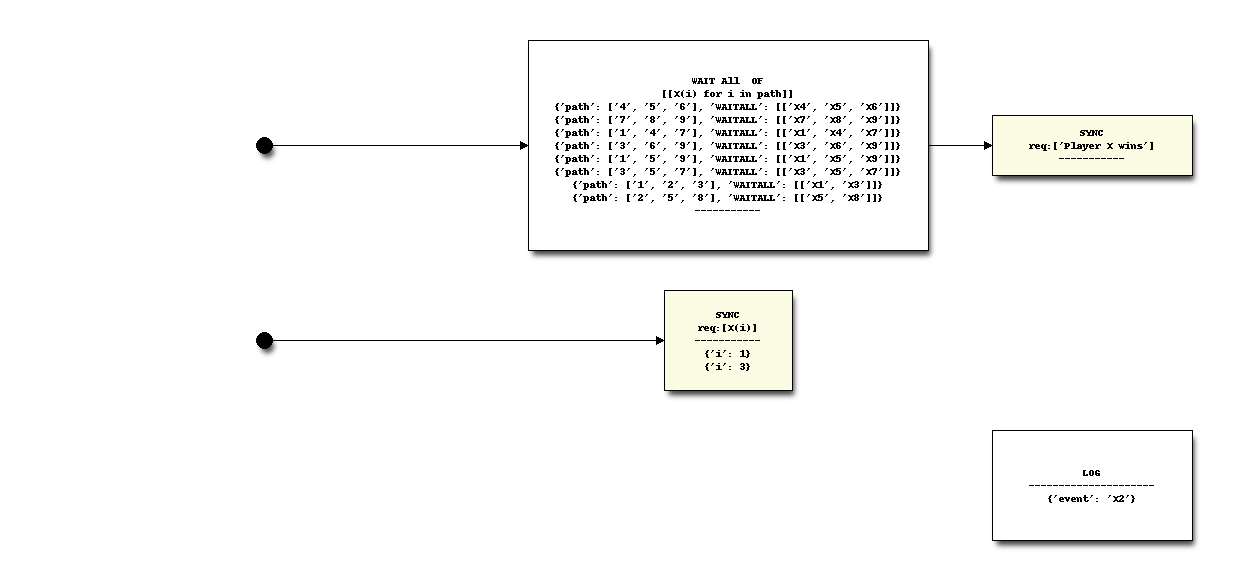 WAIT All OF
[[X(i) for i in path]]
{'path': ['4', '5', '6'], 'WAITALL': [['X4', 'X5', 'X6']]}
{'path': ['7', '8', '9'], 'WAITALL': [['X7', 'X8', 'X9']]}
{'path': ['1', '4', '7'], 'WAITALL': [['X1', 'X4', 'X7']]}
{'path': ['3', '6', '9'], 'WAITALL': [['X3', 'X6', 'X9']]}
{'path': ['1', '5', '9'], 'WAITALL': [['X1', 'X5', 'X9']]}
{'path': ['3', '5', '7'], 'WAITALL': [['X3', 'X5', 'X7']]}
{'path': ['1', '2', '3'], 'WAITALL': [['X1', 'X3']]}
{'path': ['2', '5', '8'], 'WAITALL': [['X5', 'X8']]}
-----------
SYNC
req:['Player X wins']
-----------
SYNC
req:[X(i)]
-----------
{'i': 1}
{'i': 3}
LOG
---------------------
{'event': 'X2'}